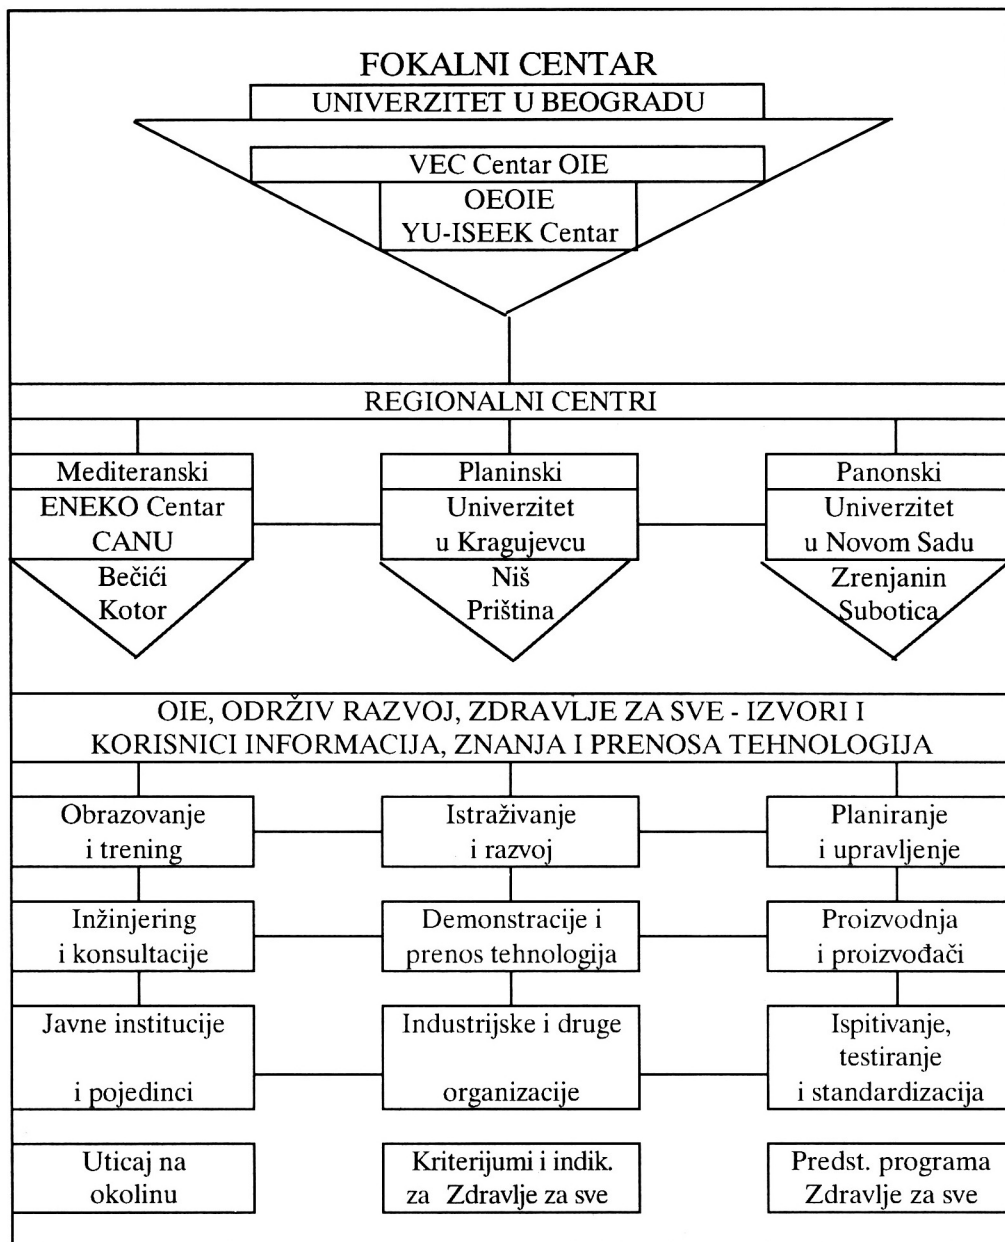 FOKALNI CENTAR
UNIVERZITET U BEOGRADU
VEC Centar OIE
OEOIE
YU-ISEEK Centar
REGIONALNI CENTRI
Mediteranski
ENEKO Centar
CANU
Bečići
Kotor
Planinski
Univerzitet
u Kragujevcu
Niš
Priština
Panonski
Univerzitet
u Novom Sadu
Zrenjanin
Subotica
OIE, ODRŽIV RAZVOJ, ZDRAVLJE ZA SVE - IZVORI I
KORISNICI INFORMACIJA, ZNANJA I PRENOSA TEHNOLOGIJA
Obrazovanje
i trening
Istraživanje
i razvoj
Planiranje
i upravljenje
Inžinjering
i konsultacije
Demonstracije i
prenos tehnologija
Proizvodnja
i proizvođači
Javne institucije
i pojedinci
Industrijske i druge
organizacije
Ispitivanje,
testiranje
i standardizacija
Uticaj na
okolinu
Kriterijumi i indik.
za Zdravlje za sve
Predst. programa
Zdravlje za sve